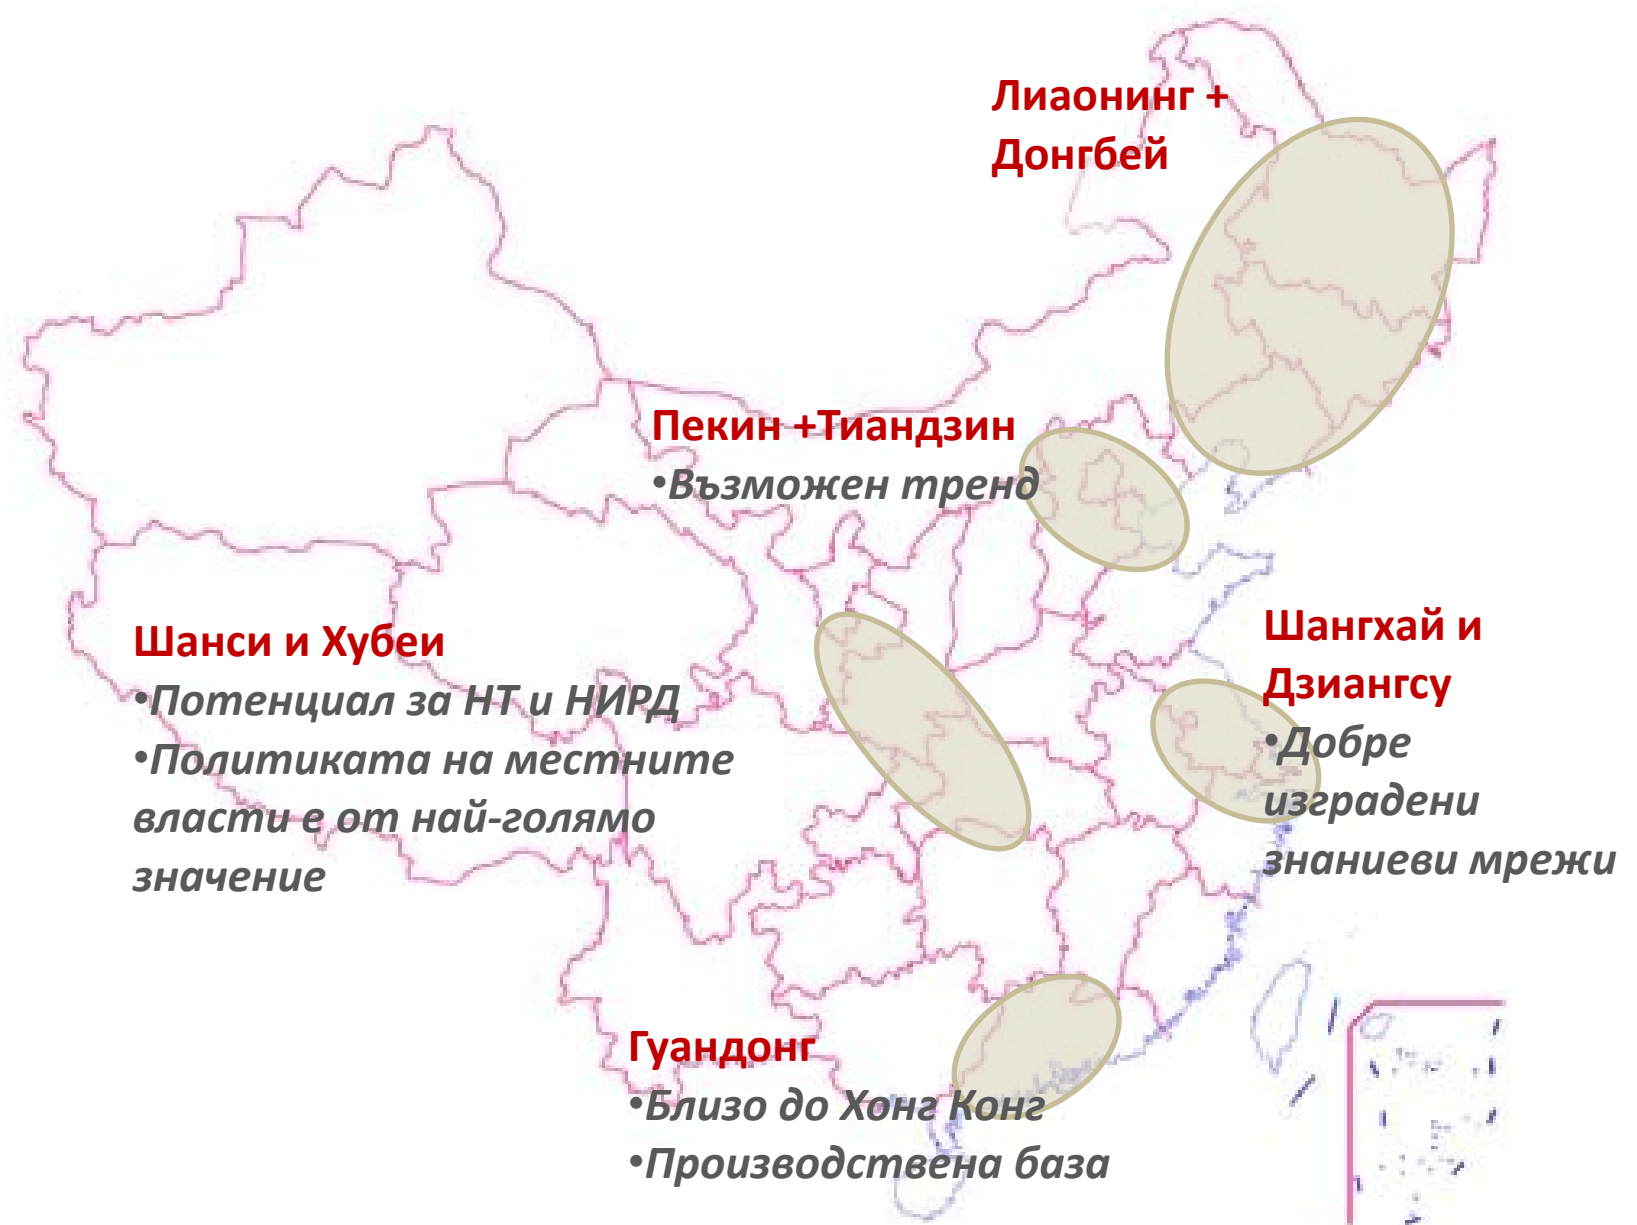 Лиаонинг +
Донгбей
Пекин +Тиандзин
•Възможен тренд
Шанси и Хубеи
•Потенциал за НТ и НИРД
•Политиката на местните
власти е от най-голямо
значение
Шангхай и
Дзиангсу
•Добре
изградени
знаниеви мрежи
Гуандонг
•Близо до Хонг Конг
•Производствена база